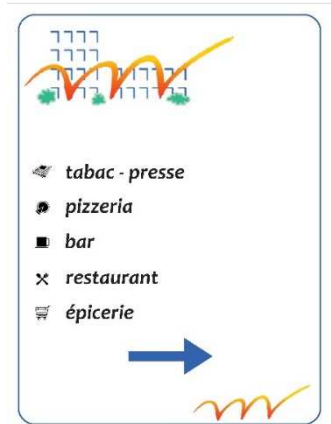 tabac - presse
pizzeria
bar
restaurant
épicerie